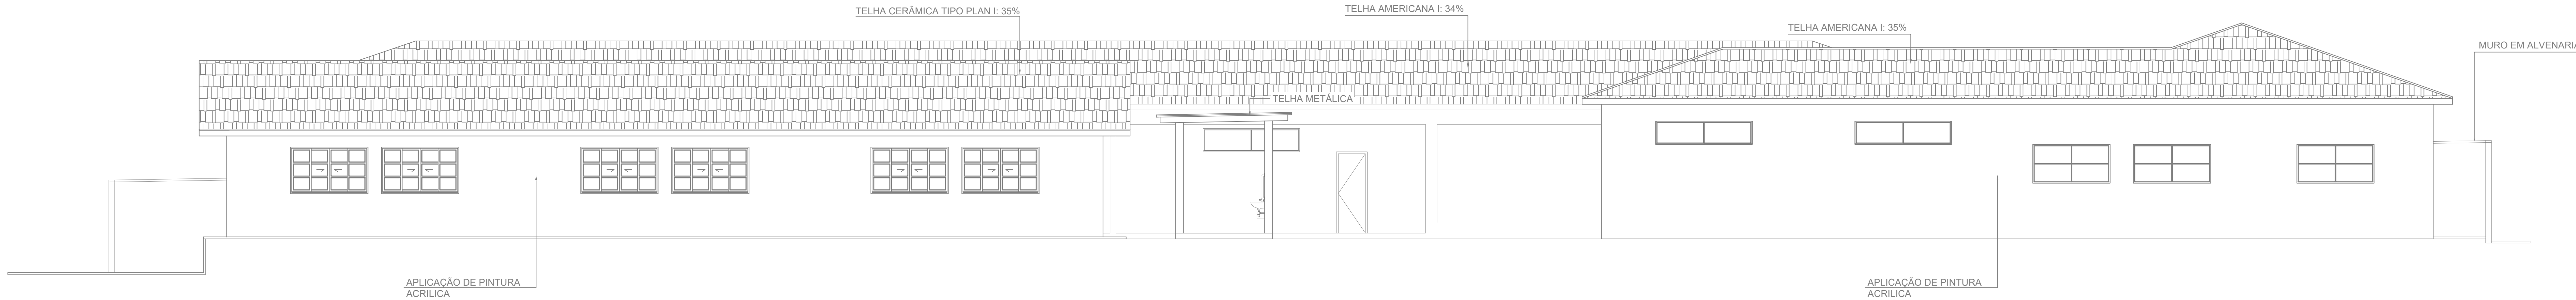 TELHA CERÂMICA TIPO PLAN I: 35%
TELHA AMERICANA I: 34%
TELHA AMERICANA I: 35%
MURO EM ALVENARIA
TELHA METÁLICA
APLICAÇÃO DE PINTURA
ACRILICA
APLICAÇÃO DE PINTURA
ACRILICA